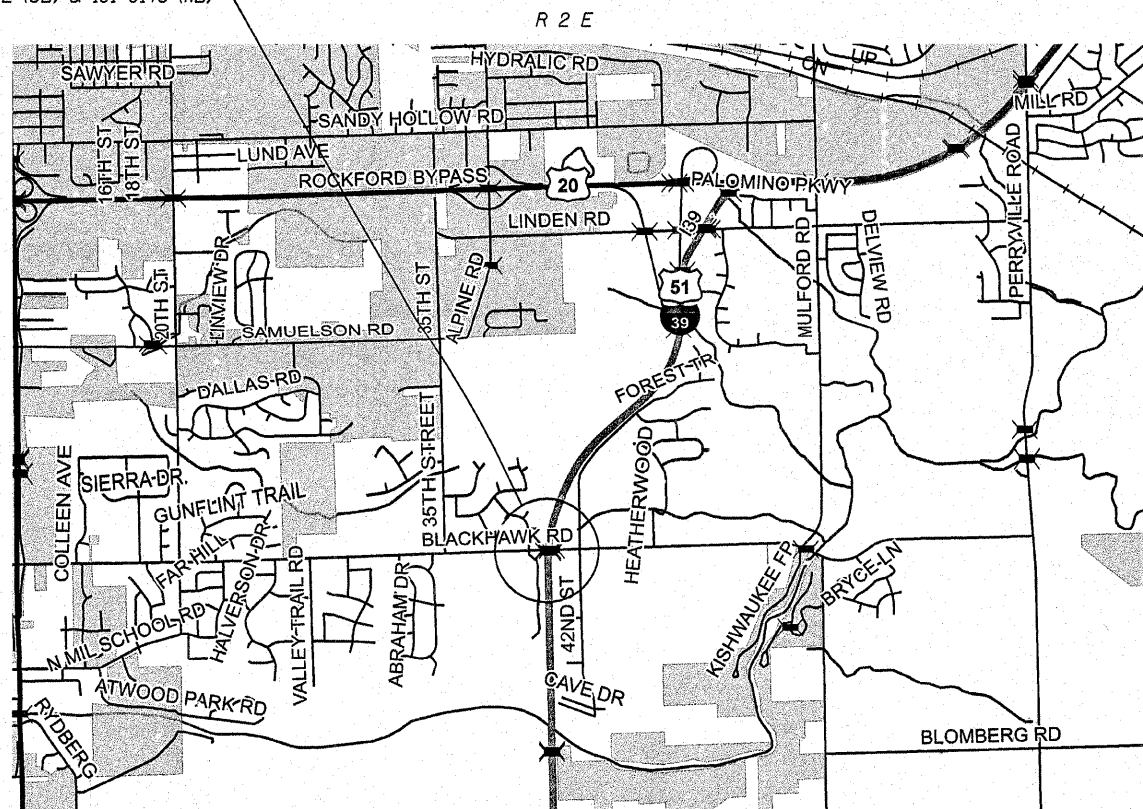 R 2 E
SAWYER RD
HYDRALIC RD
ON
UP
MILL RD
SANDY HOLLOW RD
16TH ST
18TH ST
LUND AVE
ROCKFORD BYPASS
20
PALOMINO PKWY
LINDEN RD
I39
PERRYVILLE ROAD
LINVIEW DR
20TH ST
35TH ST
ALPINE RD
51
39
MULFORD RD
DELVIEW RD
SAMUELSON RD
DALLAS RD
FOREST TR
COLLEEN AVE
SIERRA DR.
GUNFLINT TRAIL
35TH STREET
HEATHERWOOD
BLACKHAWK RD
FAR HILL
HALVERSON DR
VALLEY TRAIL RD
ABRAHAM DR
42ND ST
KISHWAUKEE FP
BRYCE LN
N MIL SCHOOL RD
ATWOOD PARK RD
CAVE DR
RYDBERG
BLOMBERG RD